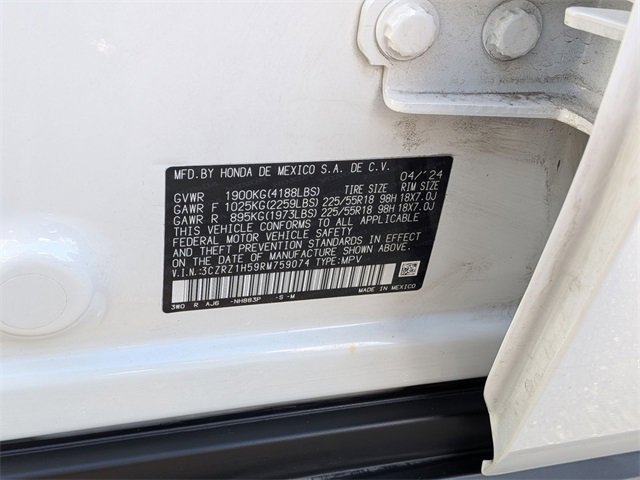 MFD. BY HONDA DE MEXICO S.A. DE C.V. 04/'24
GVWR 1900KG(4188LBS) TIRE SIZE RIM SIZE
GAWR F 1025KG(2259LBS) 225/55R18 98H 18X7.0J
GAWR R 895KG(1973LBS) 225/55R18 98H 18X7.0J
THIS VEHICLE CONFORMS TO ALL APPLICABLE
FEDERAL MOTOR VEHICLE SAFETY STANDARDS IN EFFECT
ON THE DATE OF MANUFACTURE SHOWN ABOVE.
V.I.N.:3CZRZ1H59RM759074 TYPE:MPV
3W0 R AJ6 -NH883P -S -M MADE IN MEXICO